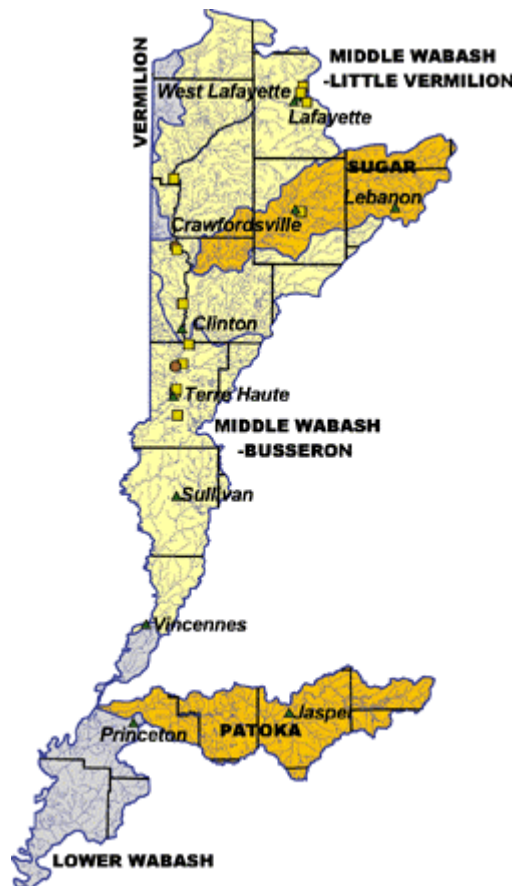 VERMILION
MIDDLE WABASH
-LITTLE VERMILION
West Lafayette
Lafayette
SUGAR
Lebanon
Crawfordsville
Clinton
Terre Haute
MIDDLE WABASH
-BUSSERON
Sullivan
Vincennes
Jasper
Princeton
PATOKA
LOWER WABASH